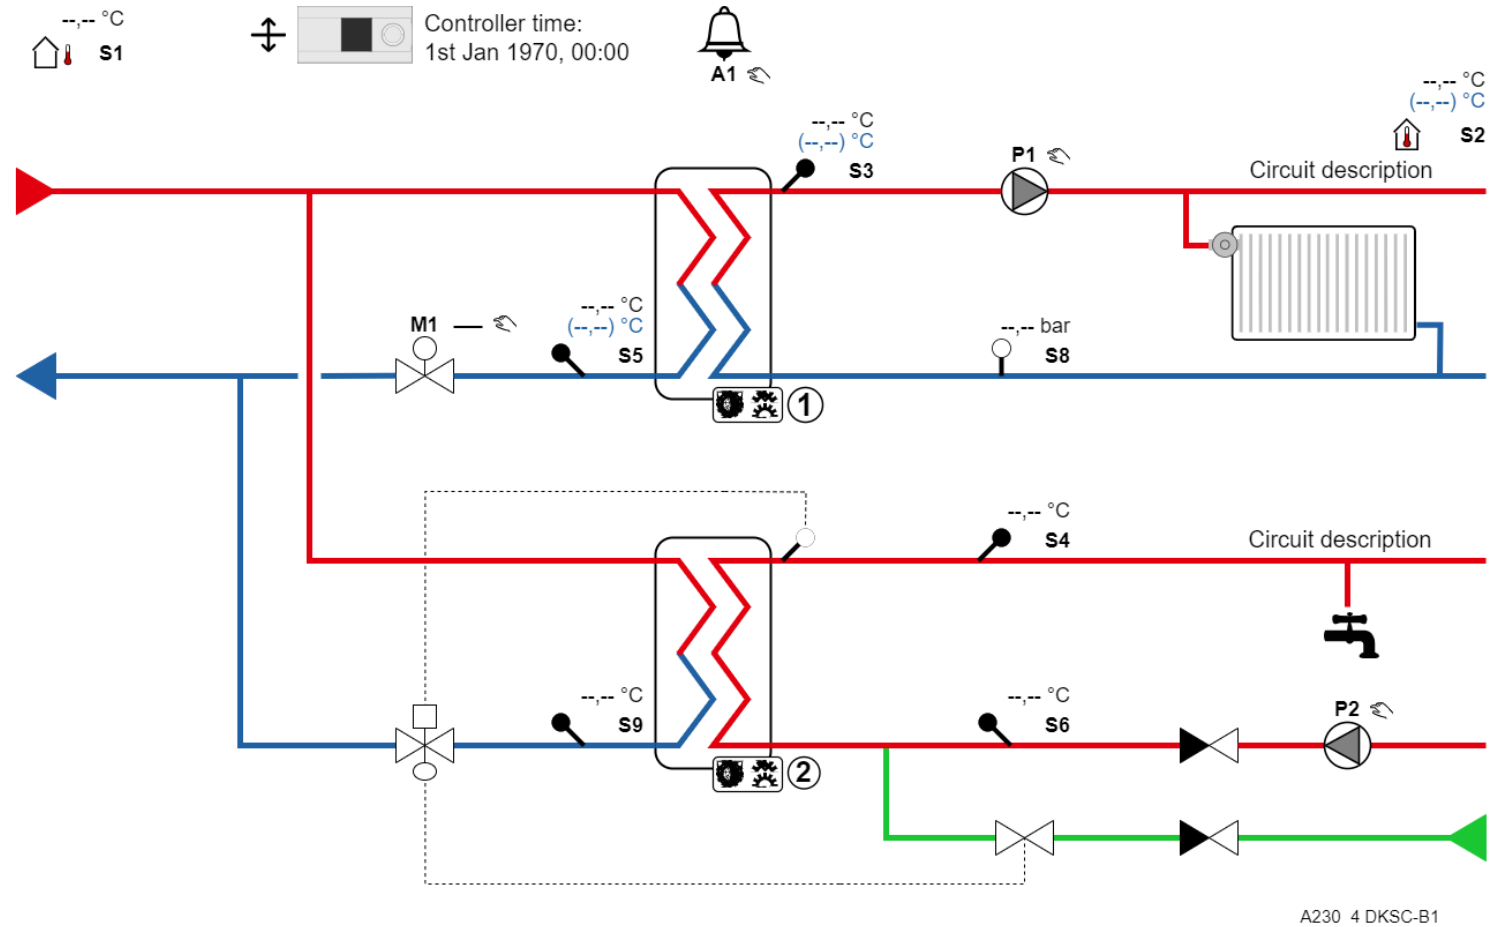 --,-- °C
S1
Controller time:
1st Jan 1970, 00:00
A1
--,-- °C
(--,--) °C
S2
--,-- °C
(--,--) °C
S3
P1
Circuit description
M1
--,-- °C
(--,--) °C
S5
--,-- bar
S8
1
--,-- °C
S4
Circuit description
--,-- °C
S9
--,-- °C
S6
P2
2
A230 4 DKSC-B1